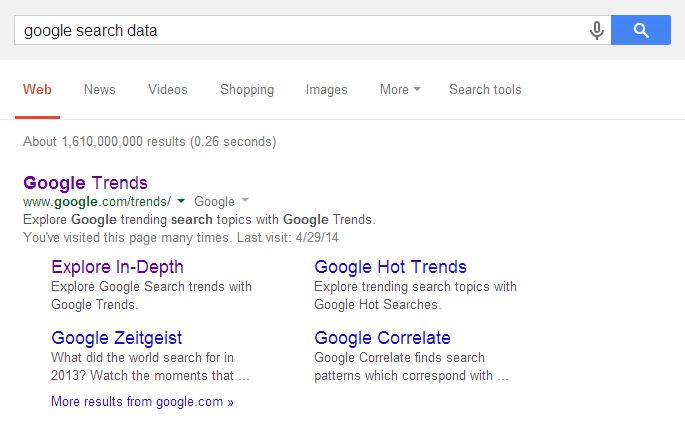 google search data
Web News Videos Shopping Images More Search tools
About 1,610,000,000 results (0.26 seconds)
Google Trends
www.google.com/trends/ Google
Explore Google trending search topics with Google Trends.
You've visited this page many times. Last visit: 4/29/14
Explore In-Depth
Explore Google Search trends with
Google Trends.
Google Hot Trends
Explore trending search topics with
Google Hot Searches.
Google Zeitgeist
What did the world search for in
2013? Watch the moments that ...
Google Correlate
Google Correlate finds search
patterns which correspond with ...
More results from google.com »